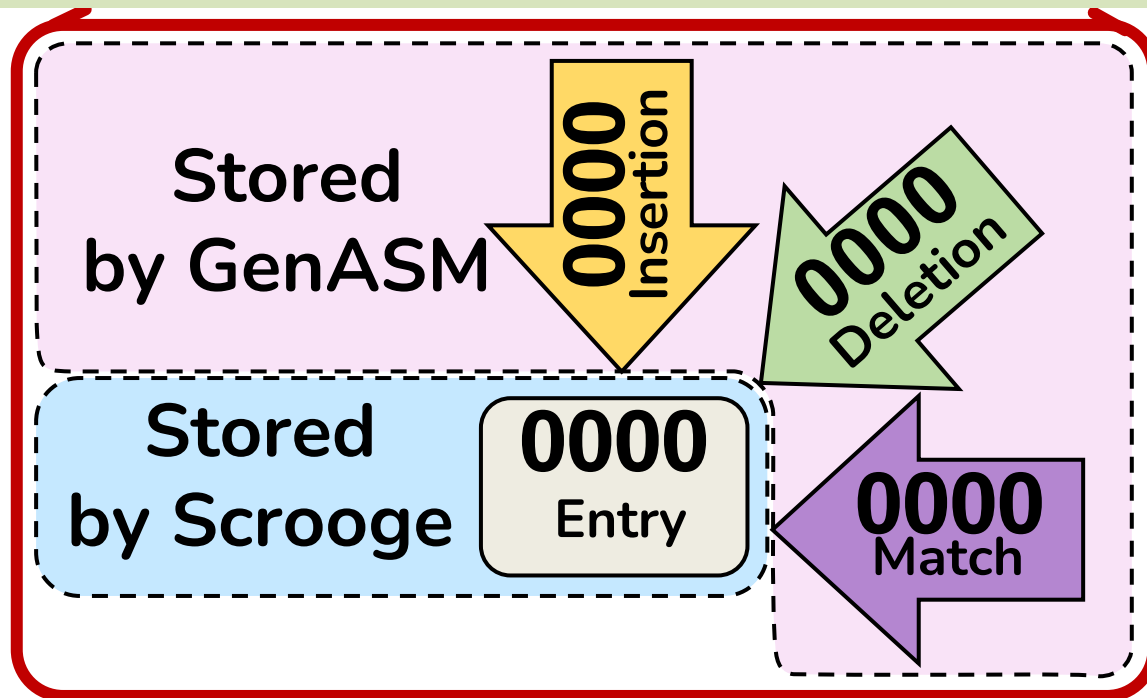 Stored
by GenASM
0000
Insertion
0000
Deletion
Stored
by Scrooge
0000
Entry
0000
Match